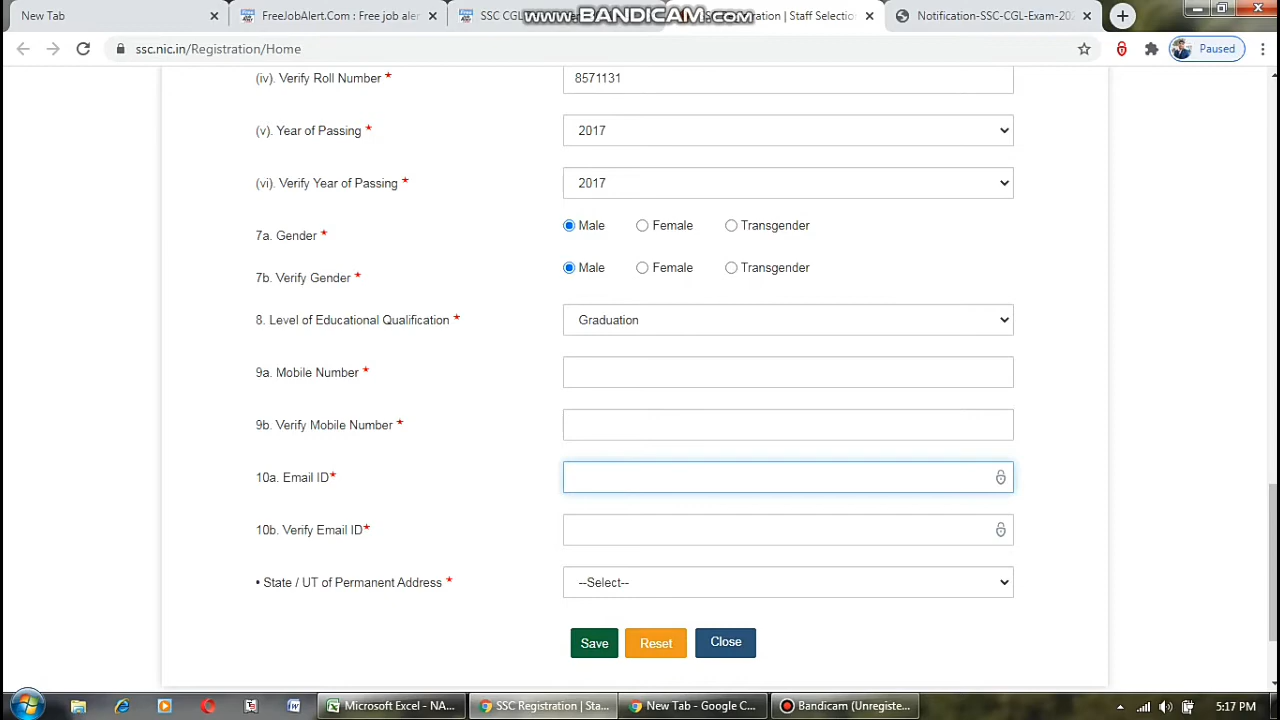 New Tab
FreeJobAlert.Com : Free job aler
SSC CGL
www.BANDICAM.com
Registration | Staff Selection
Notification-SSC-CGL-Exam-202
ssc.nic.in/Registration/Home
Paused
(iv). Verify Roll Number *
8571131
(v). Year of Passing *
2017
(vi). Verify Year of Passing *
2017
7a. Gender *
Male
Female
Transgender
7b. Verify Gender *
Male
Female
Transgender
8. Level of Educational Qualification *
Graduation
9a. Mobile Number *
9b. Verify Mobile Number *
10a. Email ID*
10b. Verify Email ID*
• State / UT of Permanent Address *
--Select--
Save
Reset
Close
Microsoft Excel - NA...
SSC Registration | Sta...
New Tab - Google C...
Bandicam (Unregiste...
5:17 PM